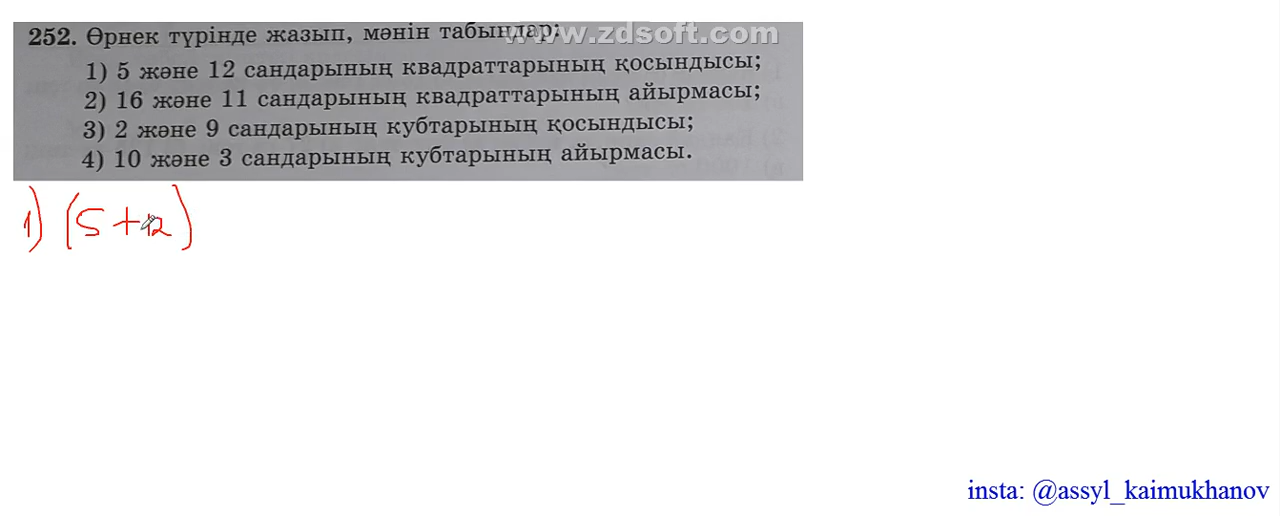 252. Өрнек түрінде жазып, мәнін табыңдар:
www.zdsoft.com
1) 5 және 12 сандарының квадраттарының қосындысы;
2) 16 және 11 сандарының квадраттарының айырмасы;
3) 2 және 9 сандарының кубтарының қосындысы;
4) 10 және 3 сандарының кубтарының айырмасы.
1) (5+12)
insta: @assyl_kaimukhanov